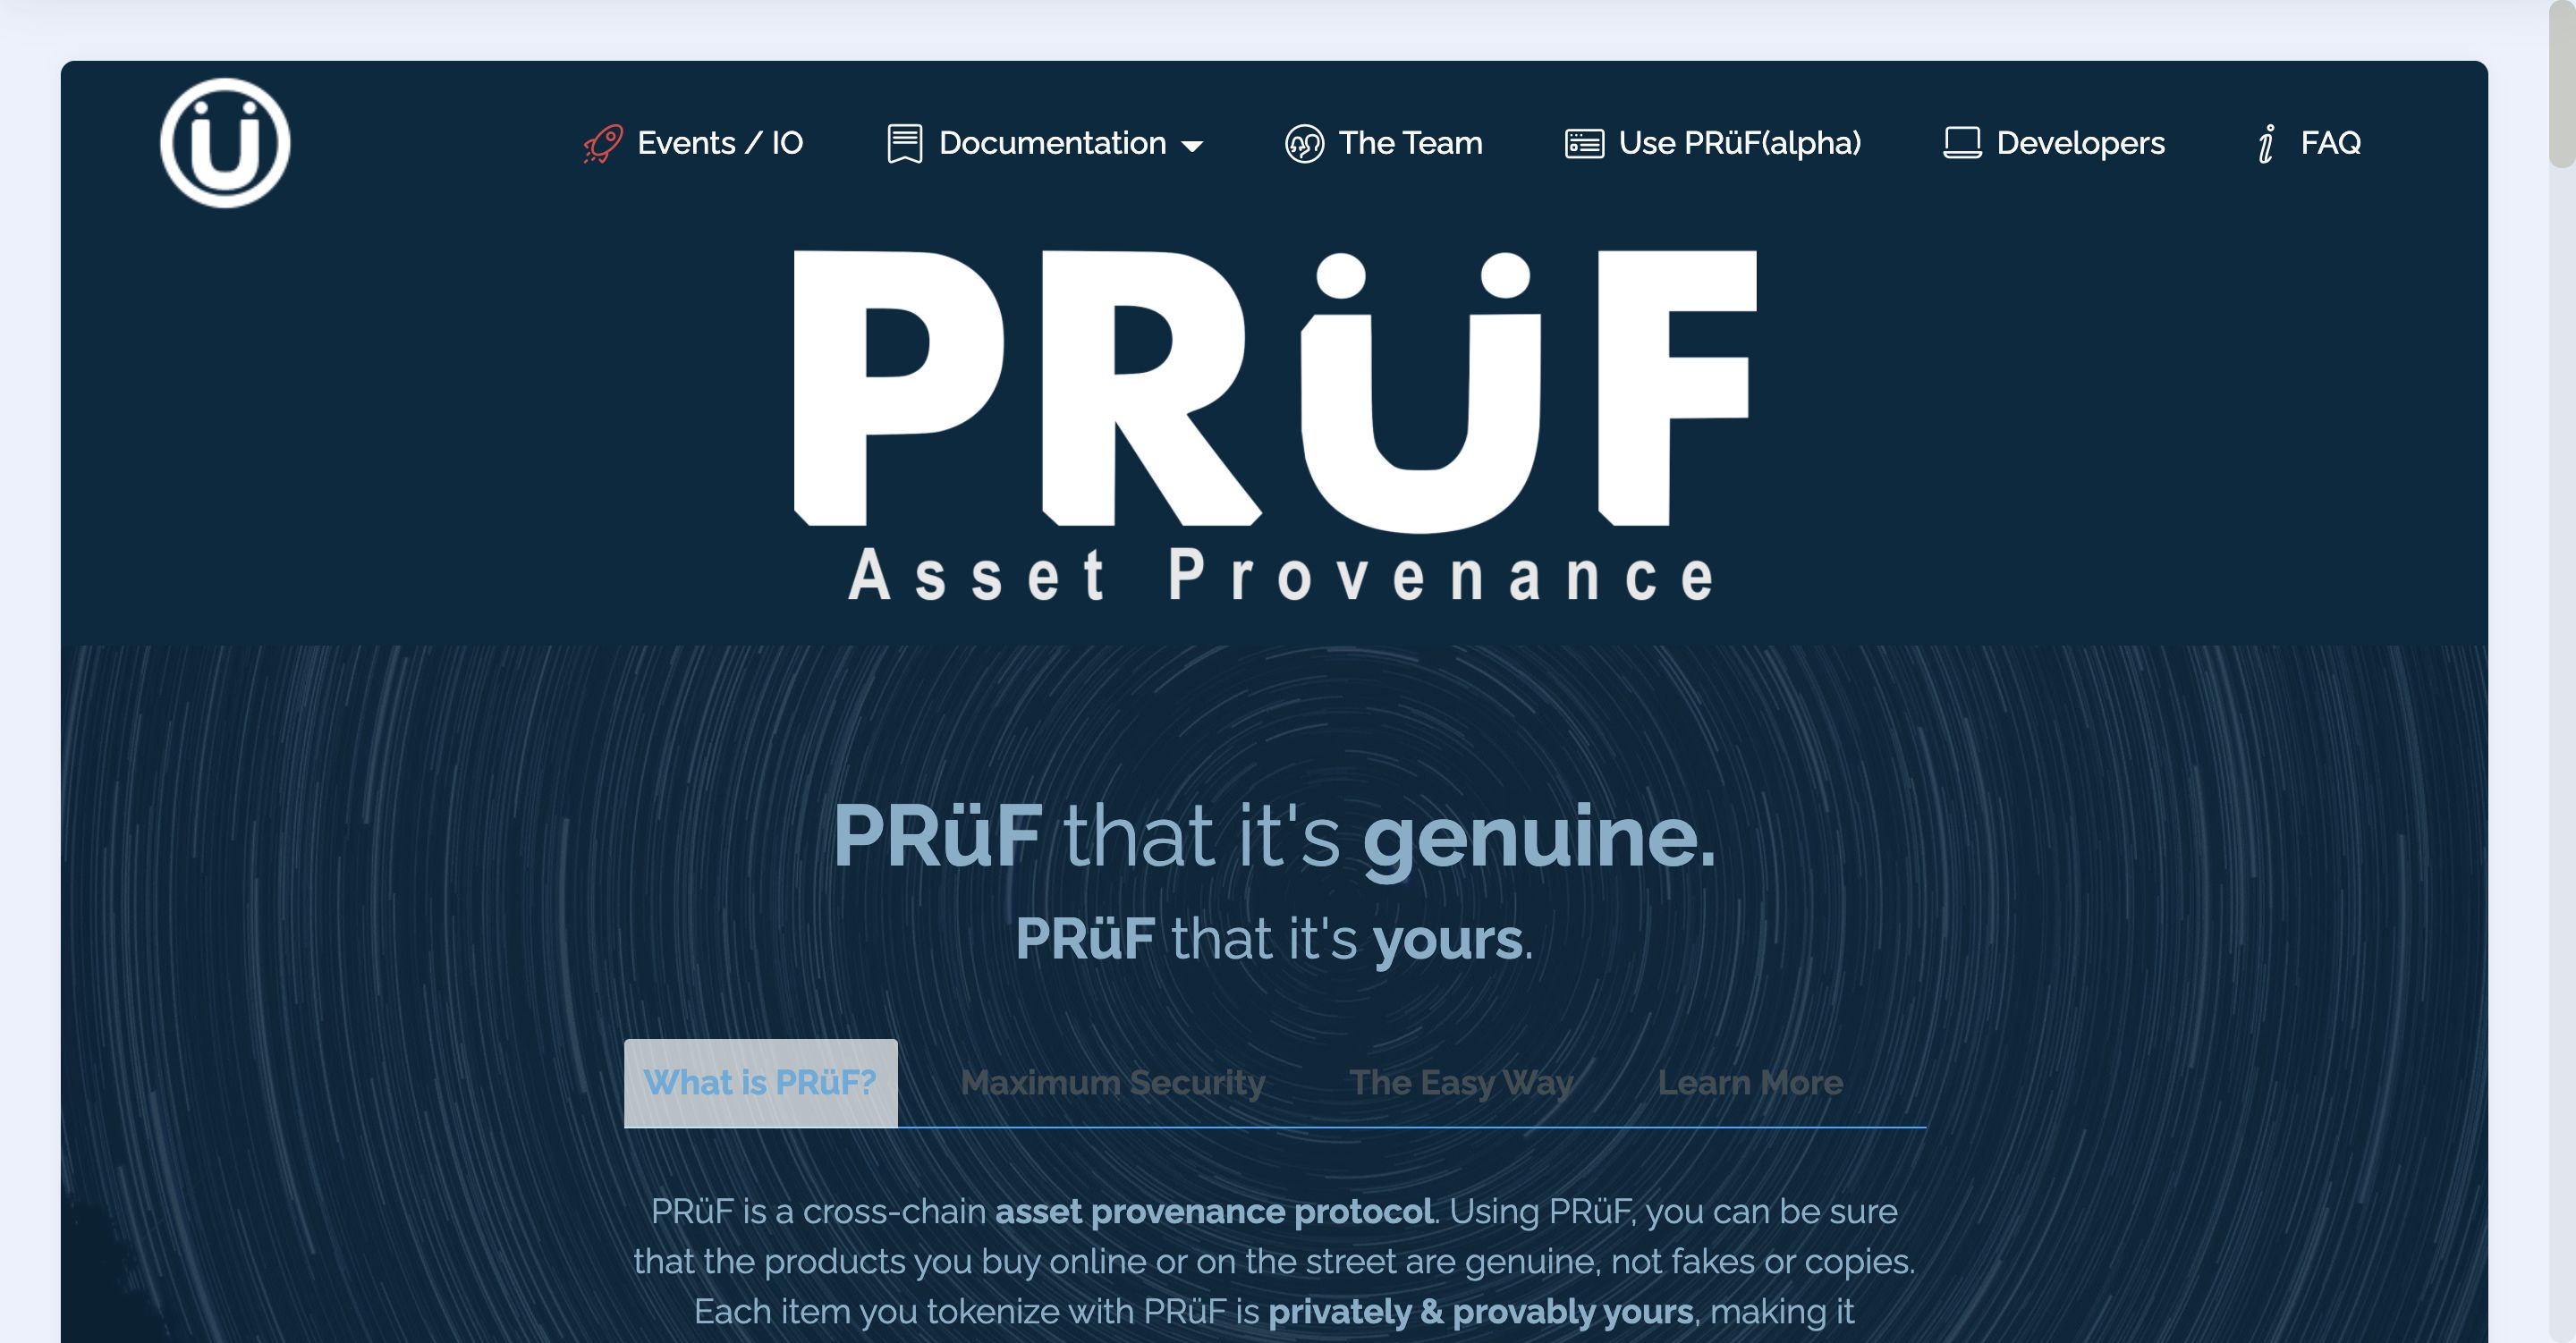 Ü
Events / IO
Documentation
The Team
Use PRüF(alpha)
Developers
FAQ
PRüF
Asset Provenance
PRüF that it's genuine.
PRüF that it's yours.
What is PRüF?
Maximum Security
The Easy Way
Learn More
PRüF is a cross-chain asset provenance protocol. Using PRüF, you can be sure
that the products you buy online or on the street are genuine, not fakes or copies.
Each item you tokenize with PRüF is privately & provably yours, making it